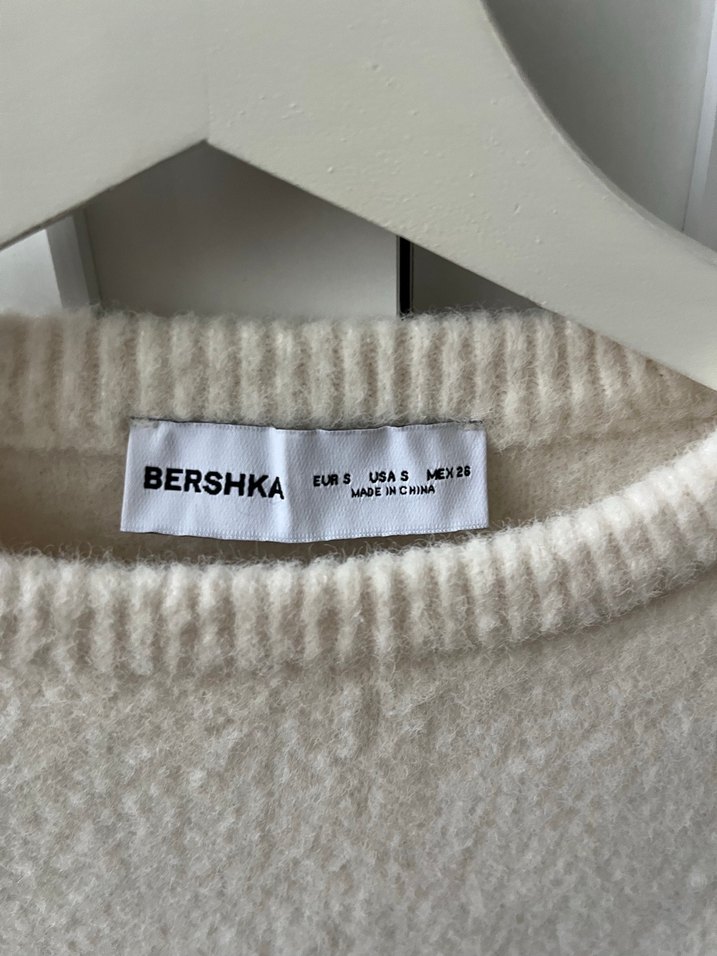 BERSHKA
EUR S USA S MEX 26
MADE IN CHINA